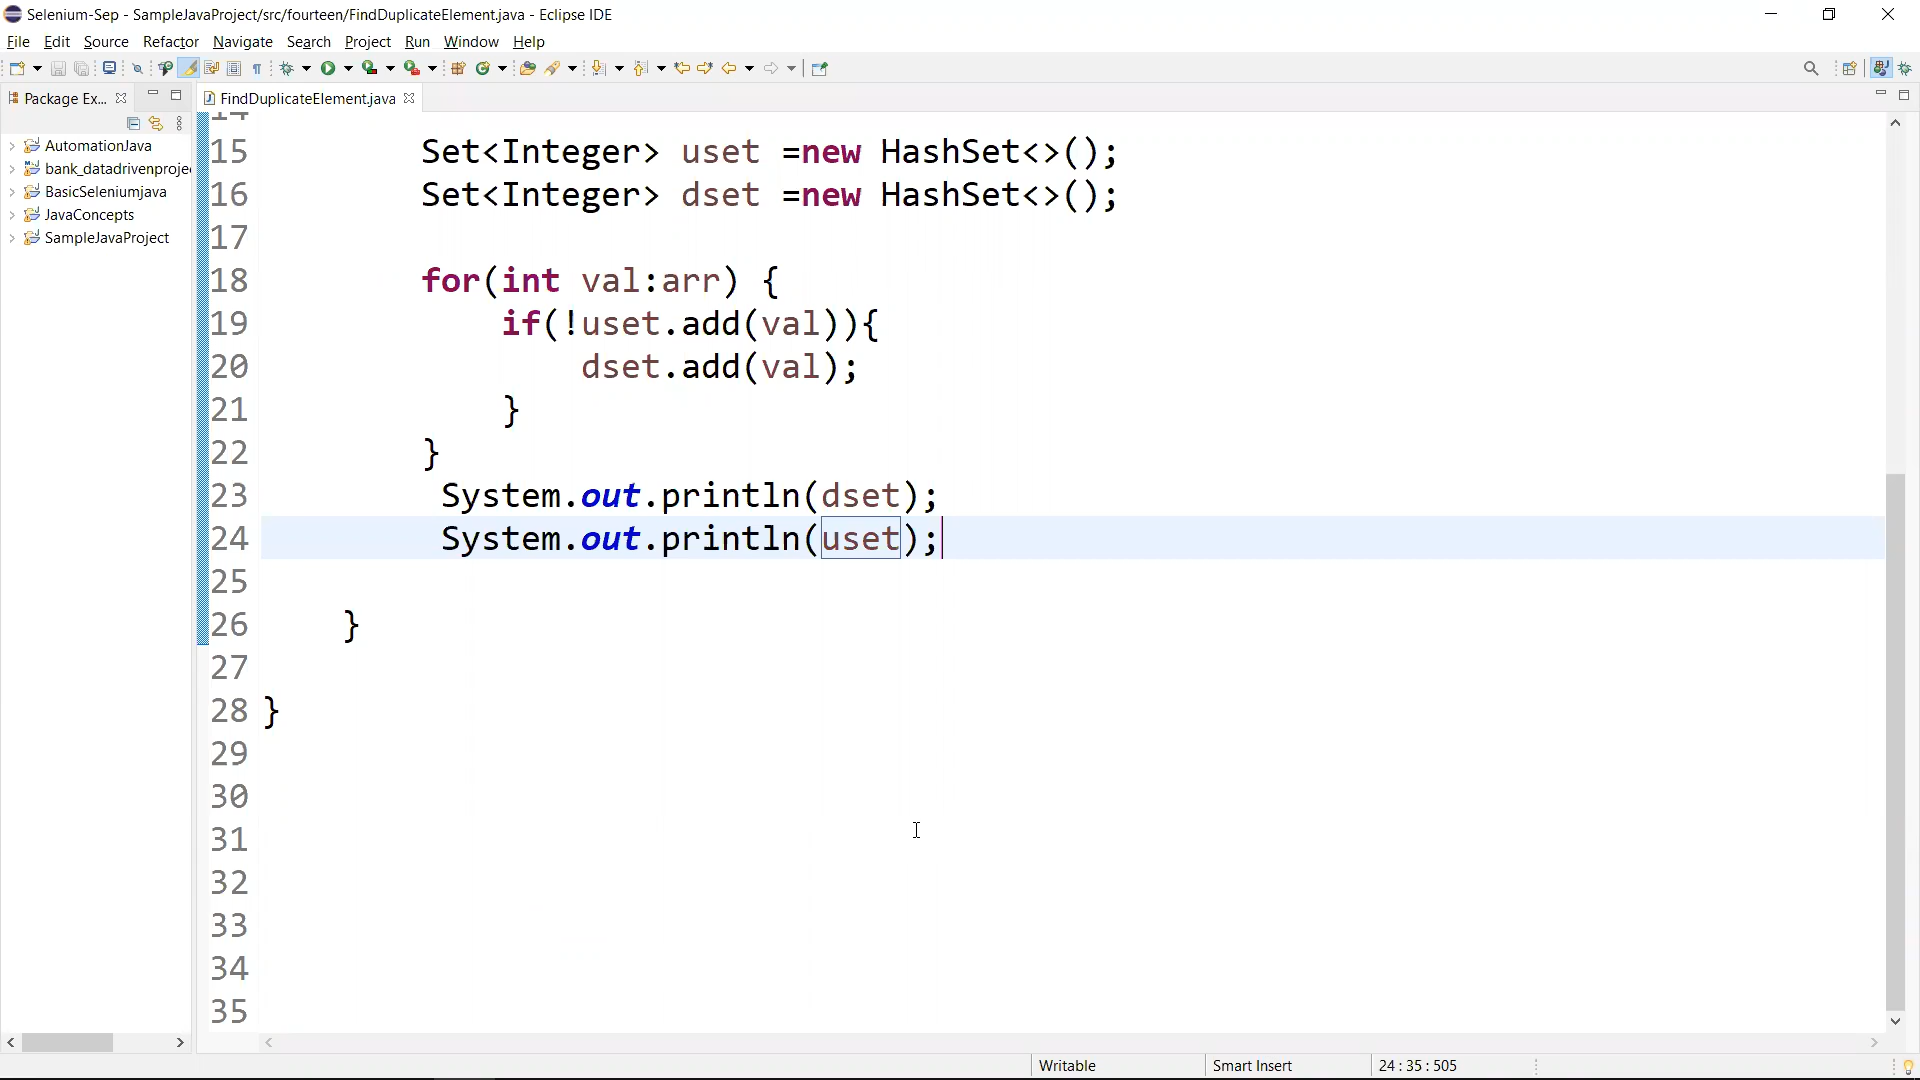 Selenium-Sep - SampleJavaProject/src/fourteen/FindDuplicateElement.java - Eclipse IDE
File Edit Source Refactor Navigate Search Project Run Window Help
Package Ex...
FindDuplicateElement.java
AutomationJava
bank_datadrivenproje
BasicSeleniumjava
JavaConcepts
SampleJavaProject
14
15 Set<Integer> uset =new HashSet<>();
16 Set<Integer> dset =new HashSet<>();
17
18 for(int val:arr) {
19 if(!uset.add(val)){
20 dset.add(val);
21 }
22 }
23 System.out.println(dset);
24 System.out.println(uset);
25
26 }
27
28 }
29
30
31
32
33
34
35
Writable Smart Insert 24 : 35 : 505